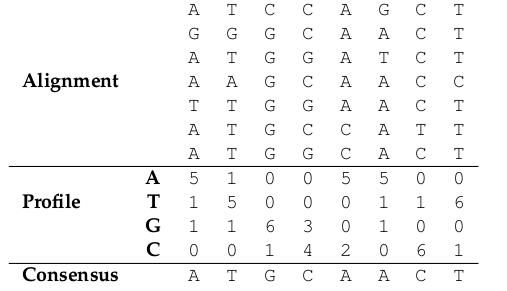 A T C C A G C T
G G G C A A C T
A T G G A T C T
Alignment A A G C A A C C
T T G G A A C T
A T G C C A T T
A T G G C A C T
A 5 1 0 0 5 5 0 0
Profile T 1 5 0 0 0 1 1 6
G 1 1 6 3 0 1 0 0
C 0 0 1 4 2 0 6 1
Consensus A T G C A A C T